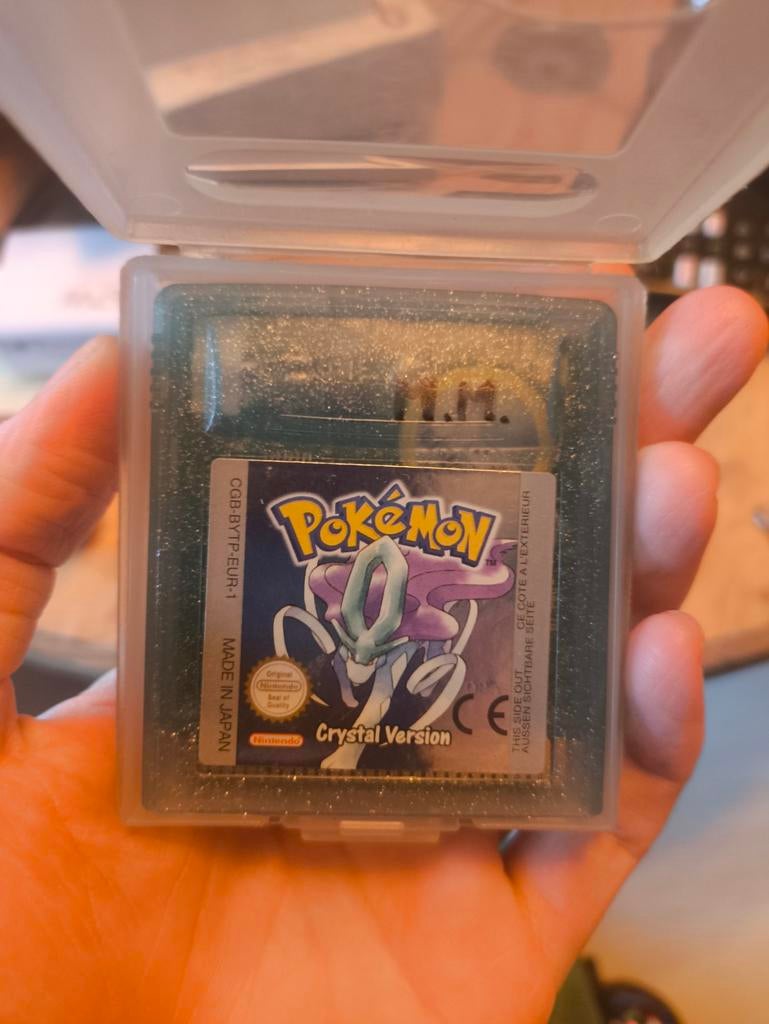 M.M.
CGB-BYTP-EUR-1
MADE IN JAPAN
POKéMON
TM
Original
Nintendo
Seal of
Quality
Nintendo
Crystal Version
CE
THIS SIDE OUT
CE COTE A L'EXTERIEUR
AUSSEN SICHTBARE SEITE